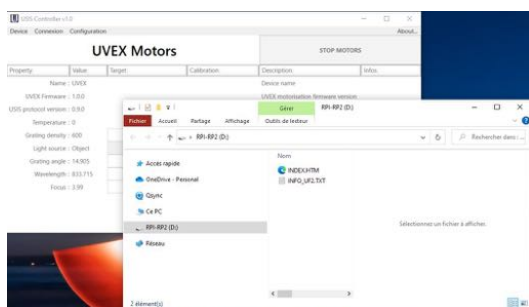 USIS Controller v1.0
Device Connexion Configuration About...
UVEX Motors
STOP MOTORS
Property Value Target Calibration Description Infos
Name : UVEX Device name
UVEX Firmware : 1.0.0 UVEX motorisation firmware version
USIS protocol version : 0.9.0
Temperature : 0
Grating density : 600
Light source : Object
Grating angle : 14.905
Wavelength : 833.715
Focus : 3.99
Gérer RPI-RP2 (D:)
Fichier Accueil Partage Affichage Outils de lecteur
RPI-RP2 (D:) Rechercher dans :
Accès rapide
OneDrive - Personal
Qsync
Ce PC
RPI-RP2 (D:)
Réseau
Nom
INDEX.HTM
INFO_UF2.TXT
Sélectionnez un fichier à afficher.
2 élément(s)